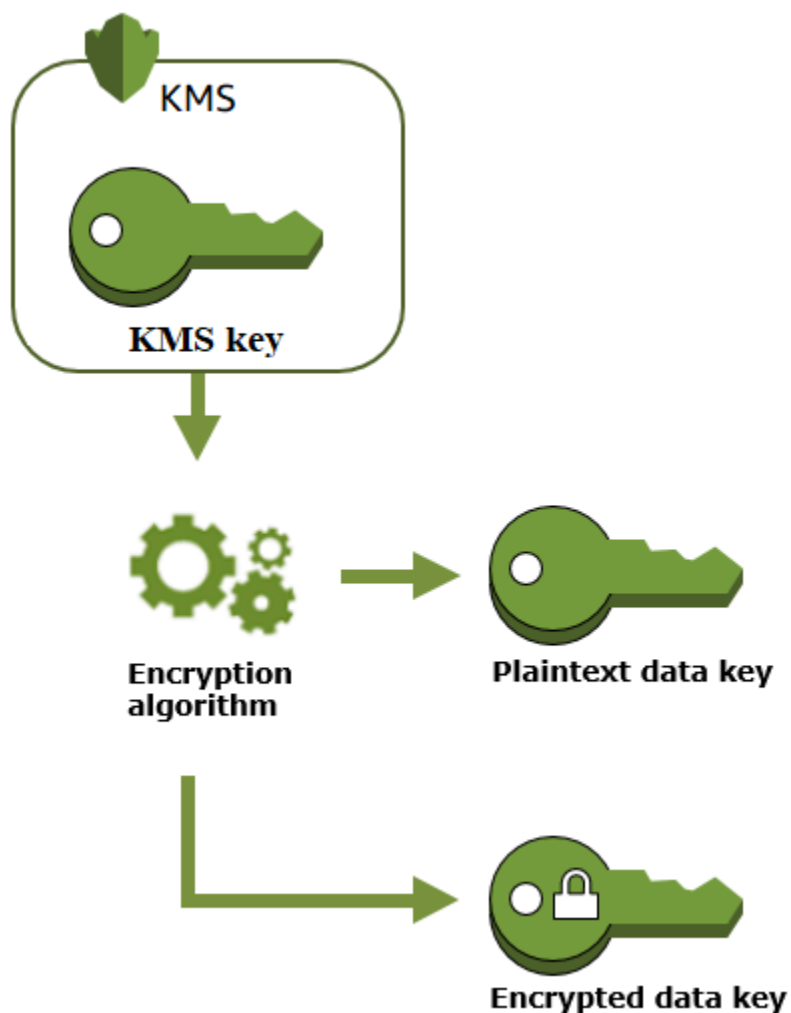 KMS
KMS key
Encryption
algorithm
Plaintext data key
Encrypted data key